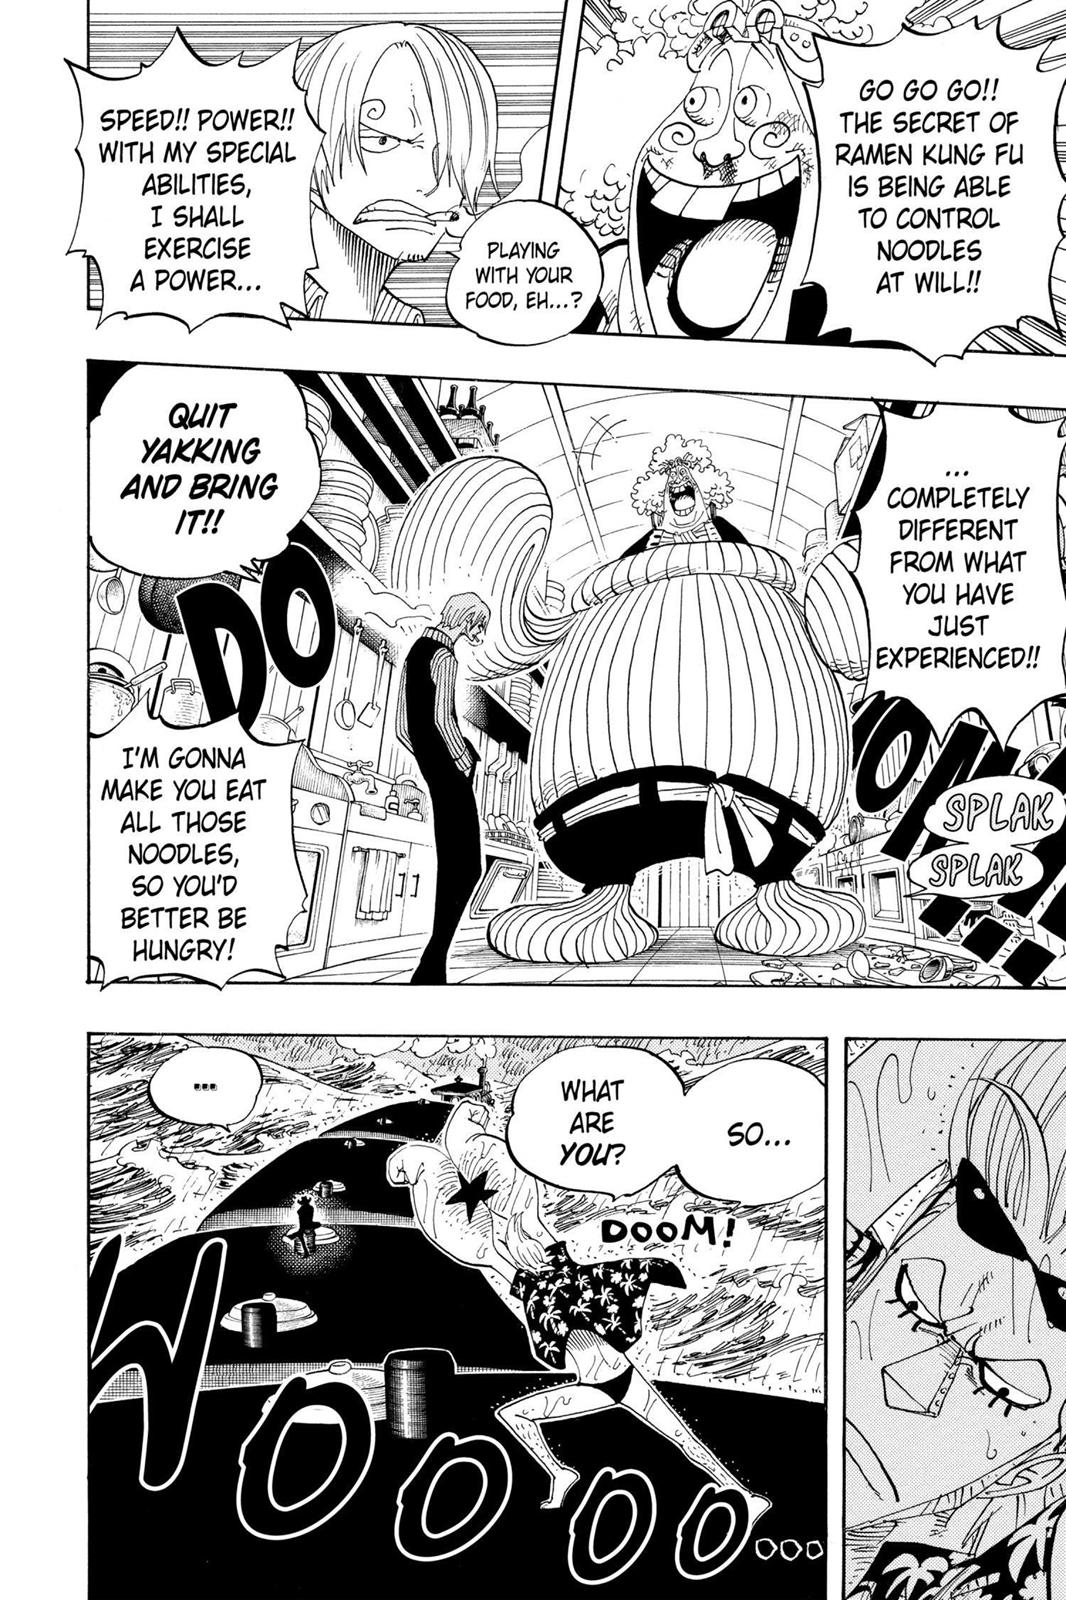 GO GO GO!!
THE SECRET OF
RAMEN KUNG FU
IS BEING ABLE
TO CONTROL
NOODLES
AT WILL!!
PLAYING
WITH YOUR
FOOD, EH...?
SPEED!! POWER!!
WITH MY SPECIAL
ABILITIES,
I SHALL
EXERCISE
A POWER...
...
COMPLETELY
DIFFERENT
FROM WHAT
YOU HAVE
JUST
EXPERIENCED!!
QUIT
YAKKING
AND BRING
IT!!
DO
OM
!!!
SPLAK
SPLAK
I'M GONNA
MAKE YOU EAT
ALL THOSE
NOODLES,
SO YOU'D
BETTER BE
HUNGRY!
SO...
WHAT
ARE
YOU?
...
DOOM!
WOOOO...